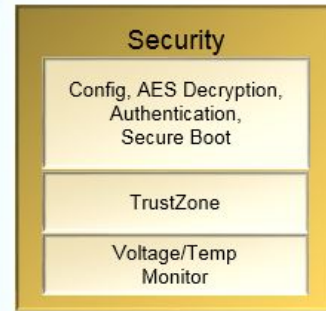 Security
Config, AES Decryption,
Authentication,
Secure Boot
TrustZone
Voltage/Temp
Monitor